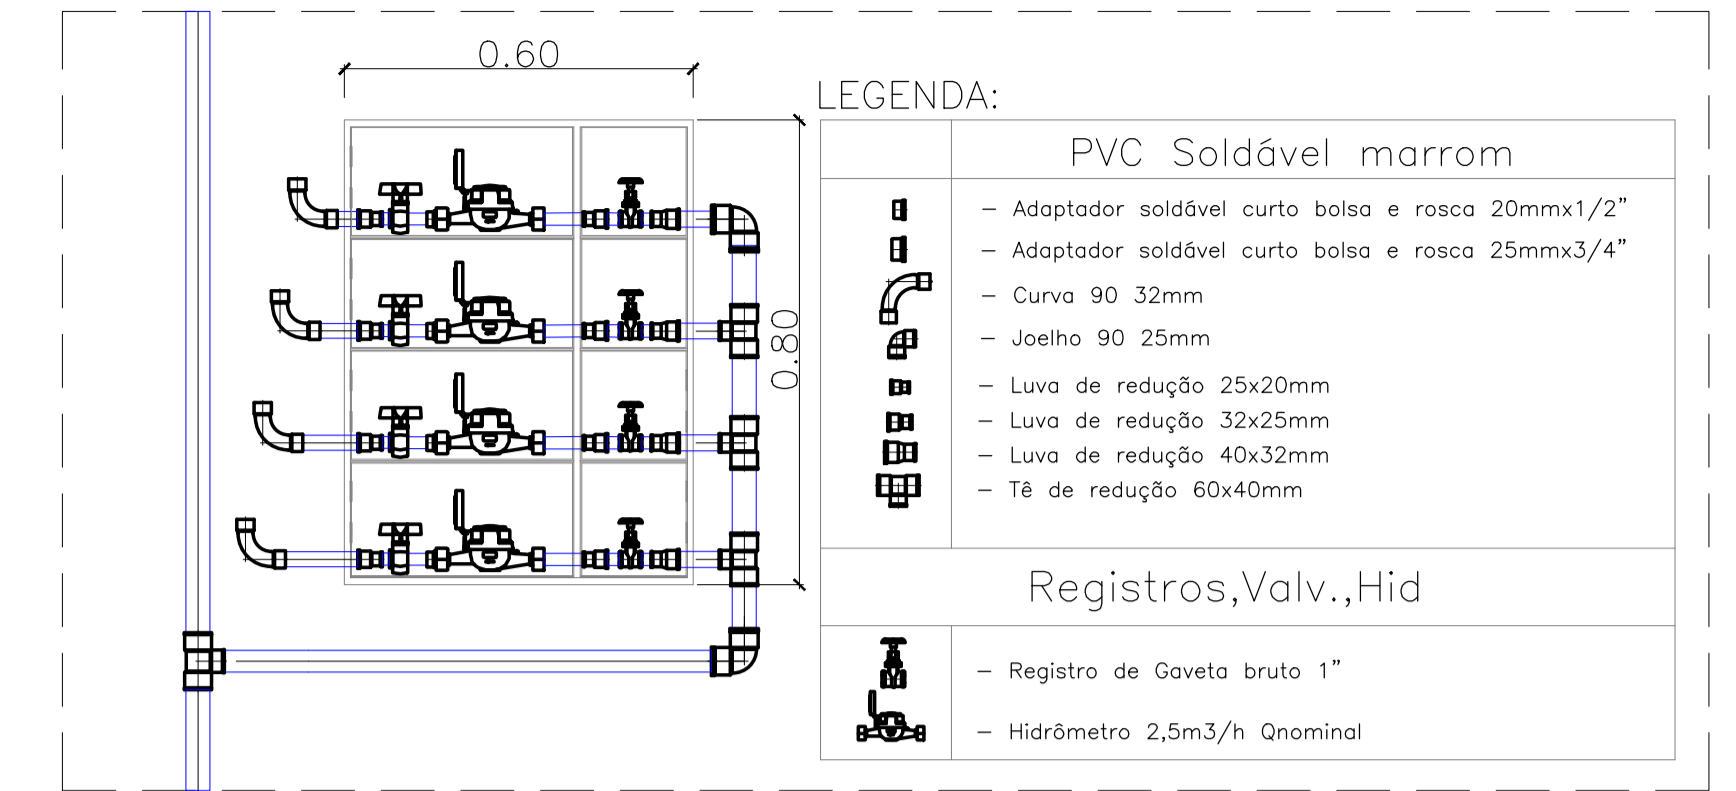 0.60
0.80
LEGENDA:
PVC Soldável marrom
- Adaptador soldável curto bolsa e rosca 20mmx1/2"
- Adaptador soldável curto bolsa e rosca 25mmx3/4"
- Curva 90 32mm
- Joelho 90 25mm
- Luva de redução 25x20mm
- Luva de redução 32x25mm
- Luva de redução 40x32mm
- Tê de redução 60x40mm
Registros,Valv.,Hid
- Registro de Gaveta bruto 1"
- Hidrômetro 2,5m3/h Qnominal